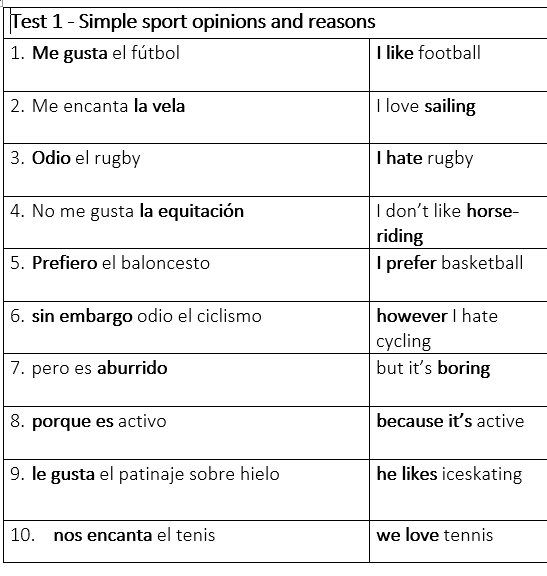 Test 1 - Simple sport opinions and reasons
1. Me gusta el fútbol
I like football
2. Me encanta la vela
I love sailing
3. Odio el rugby
I hate rugby
4. No me gusta la equitación
I don't like horse-
riding
5. Prefiero el baloncesto
I prefer basketball
6. sin embargo odio el ciclismo
however I hate
cycling
7. pero es aburrido
but it's boring
8. porque es activo
because it's active
9. le gusta el patinaje sobre hielo
he likes iceskating
10. nos encanta el tenis
we love tennis